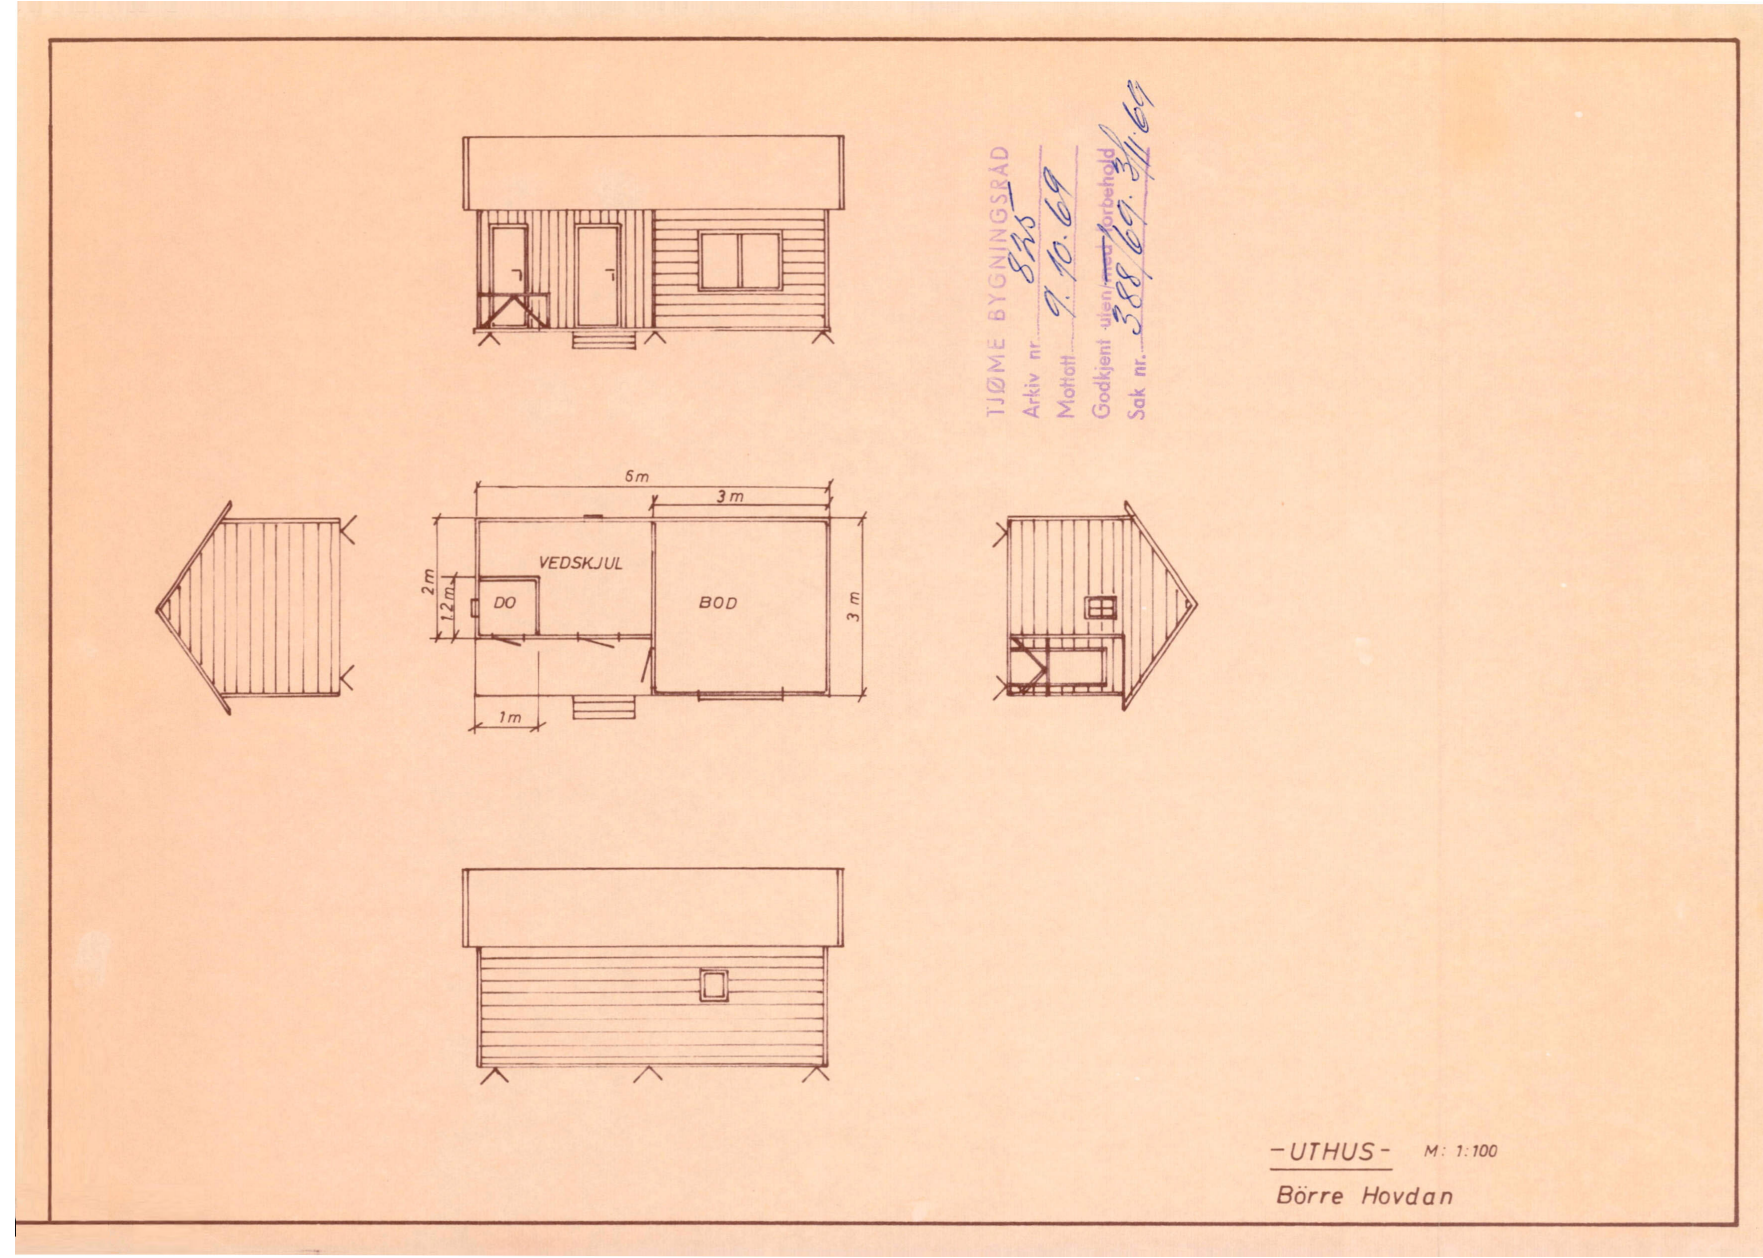 TJØME BYGNINGSRÅD
Arkiv nr. 825
Mottatt 9.10.69
Godkjent uten/med forbehold
Sak nr. 388/69. 3/11-69
6m
3m
VEDSKJUL
2m
1,2m
DO
BOD
3m
1m
-UTHUS- M: 1:100
Börre Hovdan